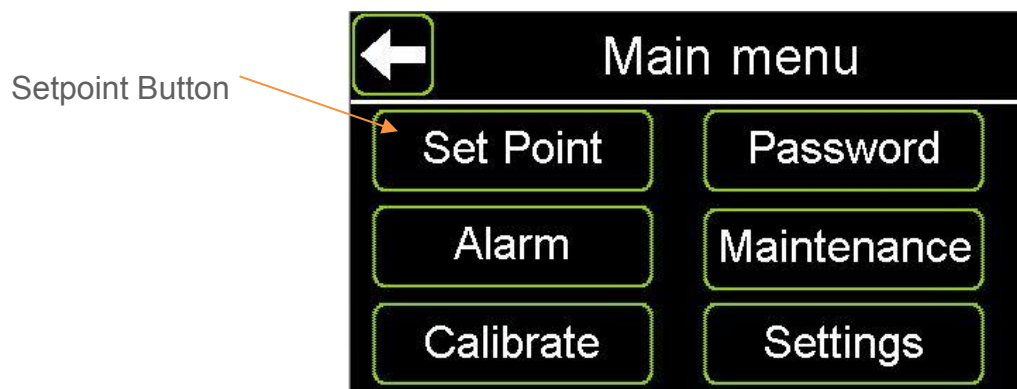 Main menu
Setpoint Button
Set Point
Password
Alarm
Maintenance
Calibrate
Settings